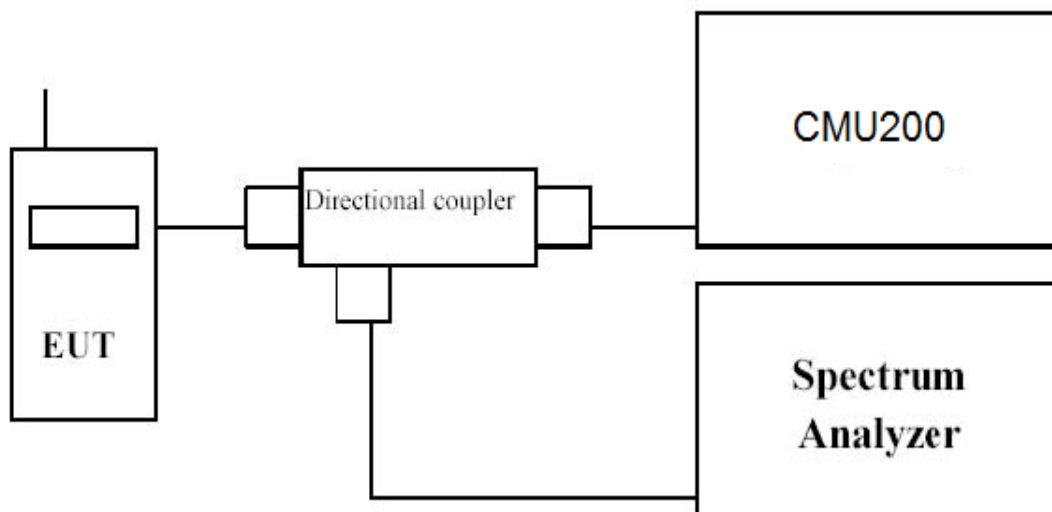 CMU200
Directional coupler
EUT
Spectrum
Analyzer